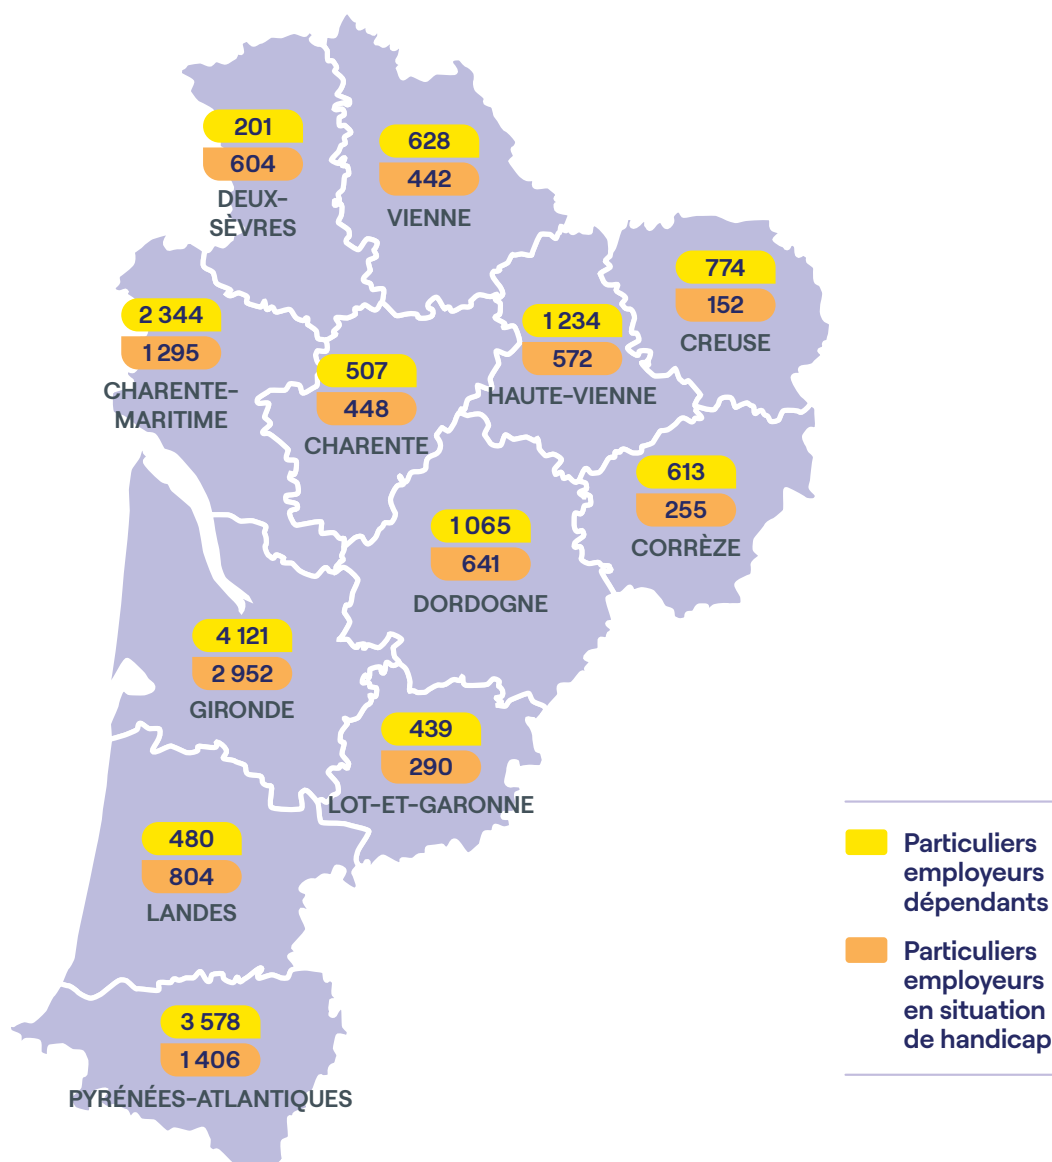 201
604
DEUX-
SÈVRES
628
442
VIENNE
774
152
CREUSE
2 344
1 295
CHARENTE-
MARITIME
1 234
572
HAUTE-VIENNE
507
448
CHARENTE
613
255
CORRÈZE
1 065
641
DORDOGNE
4 121
2 952
GIRONDE
439
290
LOT-ET-GARONNE
480
804
LANDES
3 578
1 406
PYRÉNÉES-ATLANTIQUES
Particuliers
employeurs
dépendants
Particuliers
employeurs
en situation
de handicap